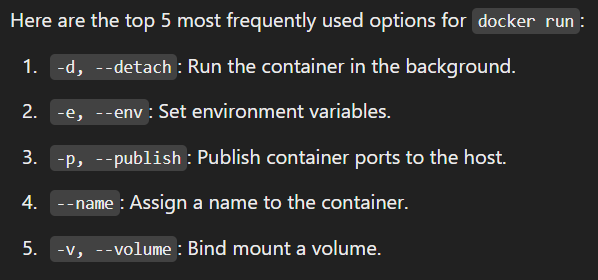 Here are the top 5 most frequently used options for docker run:
1. -d, --detach: Run the container in the background.
2. -e, --env: Set environment variables.
3. -p, --publish: Publish container ports to the host.
4. --name: Assign a name to the container.
5. -v, --volume: Bind mount a volume.